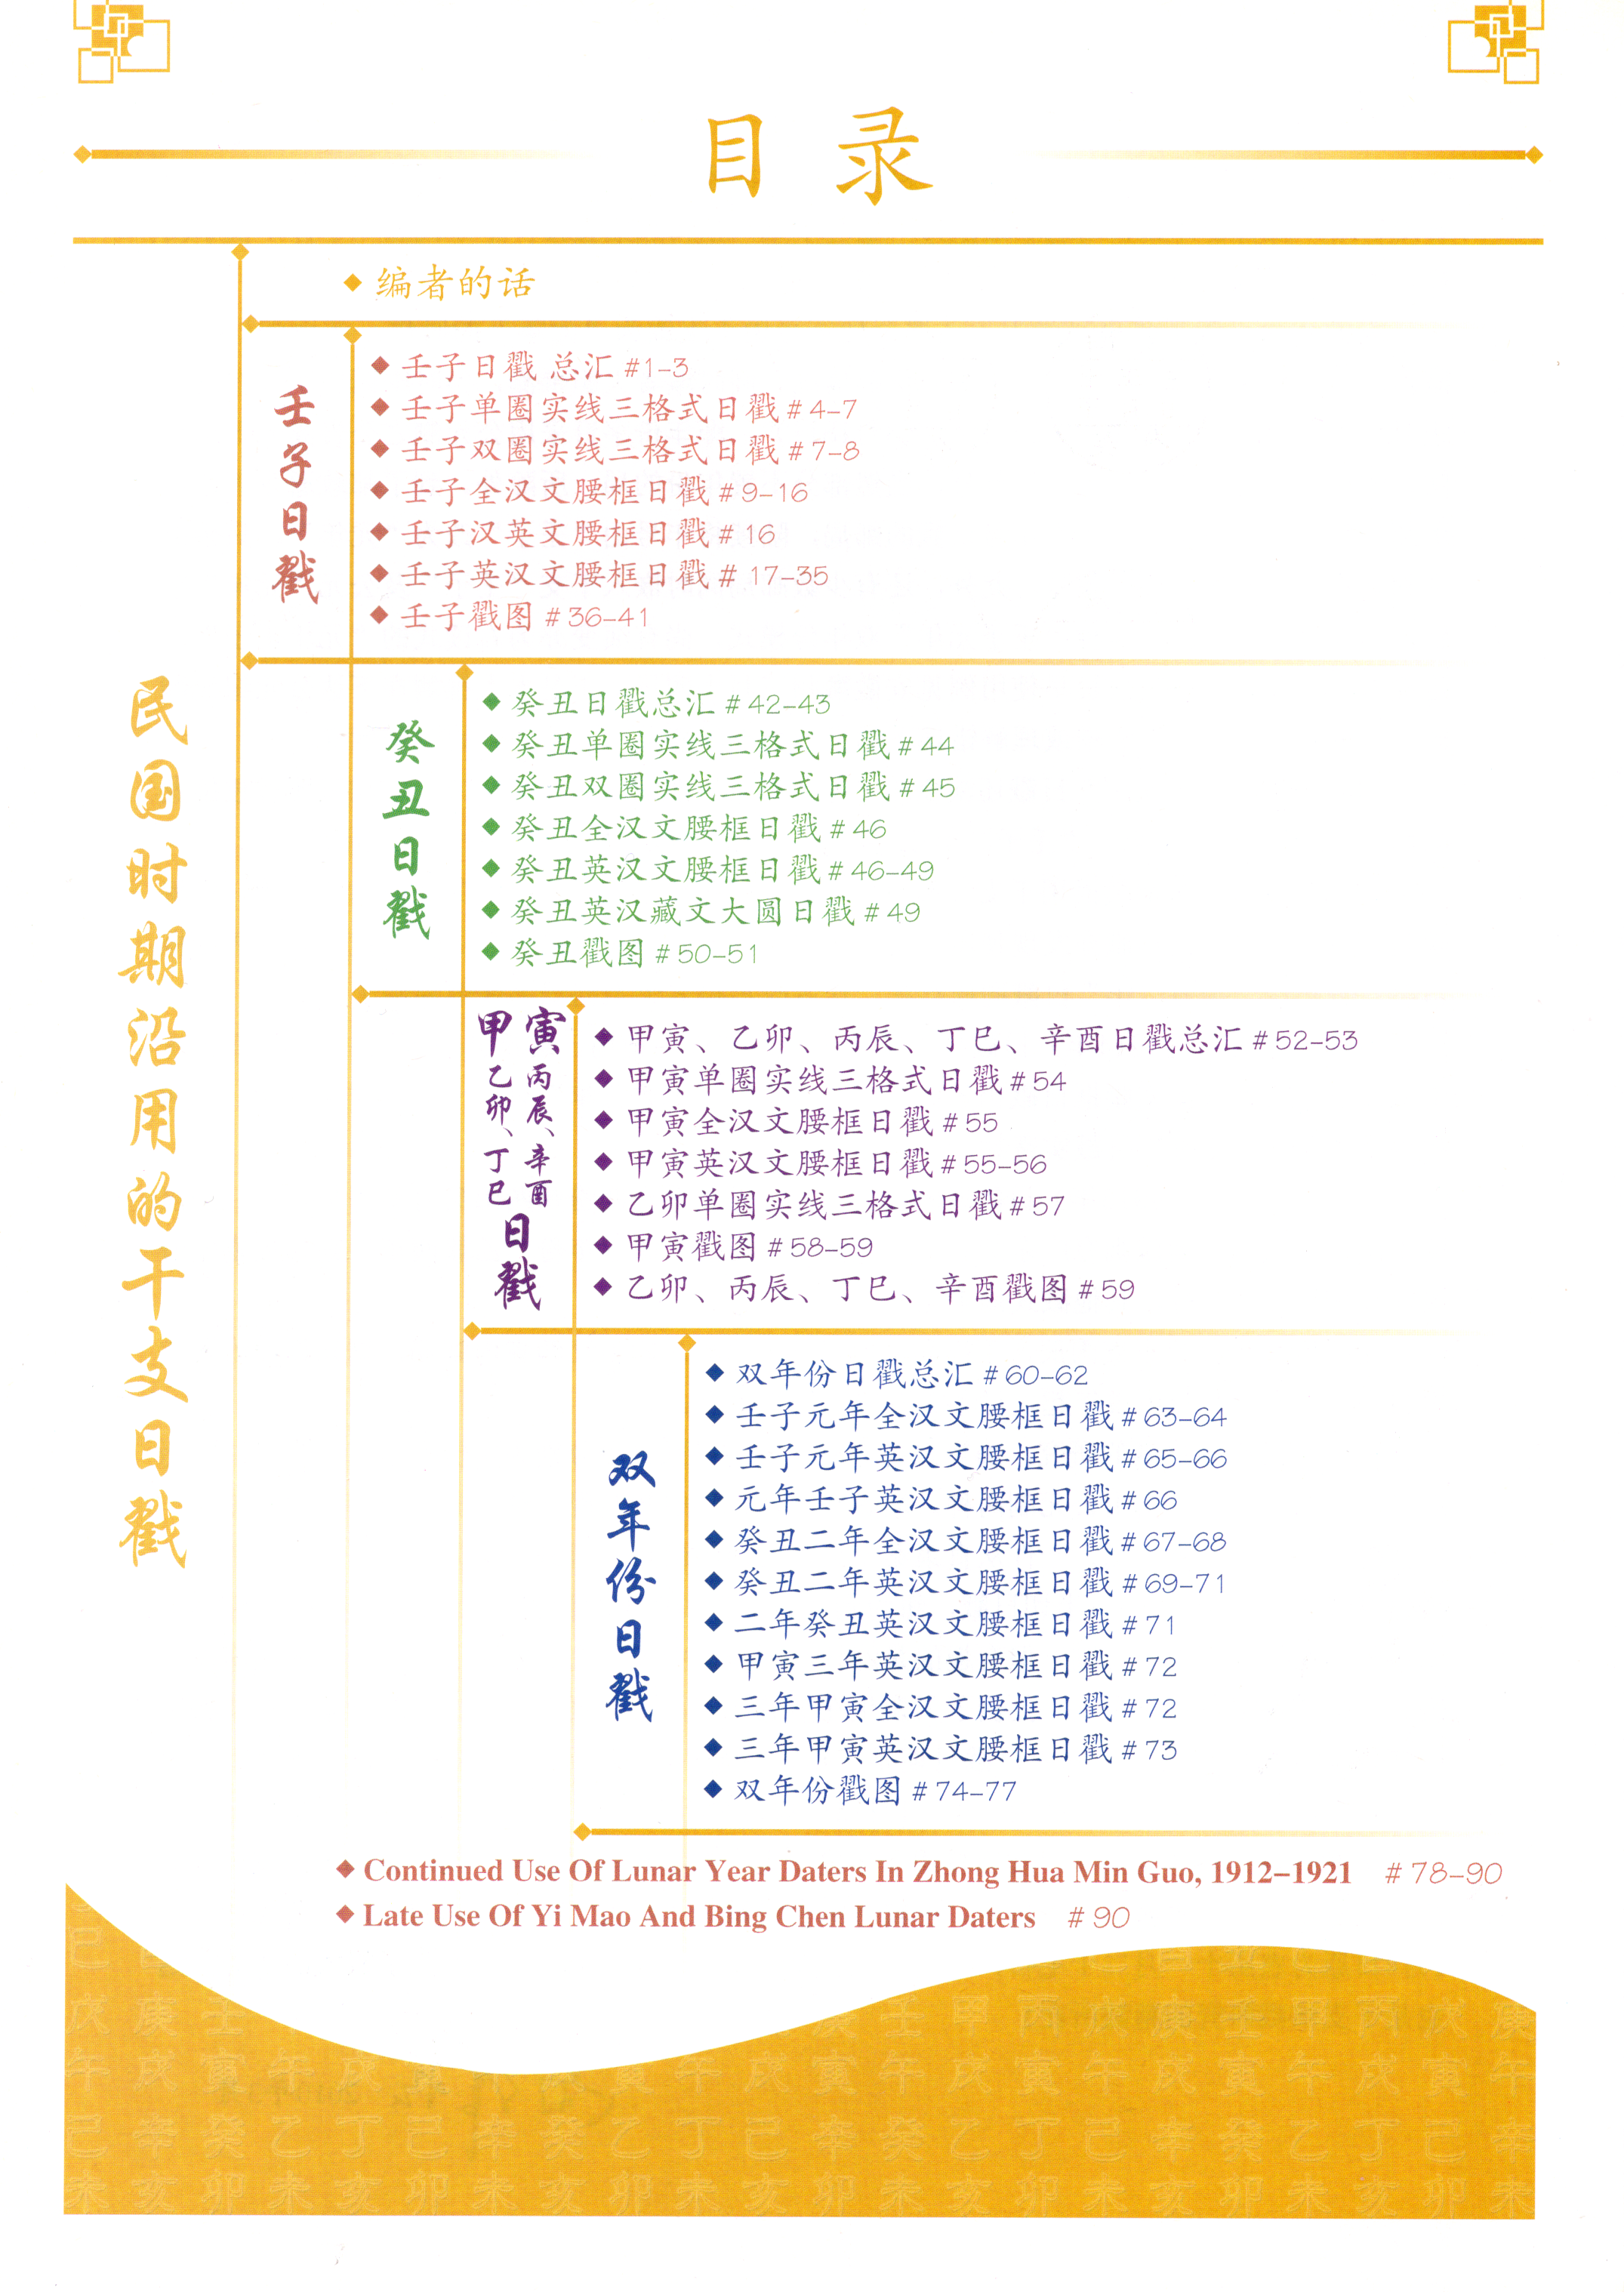 目 录
民国时期沿用的干支日戳
◆ 编者的话
壬子日戳
◆ 壬子日戳 总汇 #1–3
◆ 壬子单圈实线三格式日戳 # 4–7
◆ 壬子双圈实线三格式日戳 # 7–8
◆ 壬子全汉文腰框日戳 # 9–16
◆ 壬子汉英文腰框日戳 # 16
◆ 壬子英汉文腰框日戳 # 17–35
◆ 壬子戳图 # 36–41
癸丑日戳
◆ 癸丑日戳总汇 # 42–43
◆ 癸丑单圈实线三格式日戳 # 44
◆ 癸丑双圈实线三格式日戳 # 45
◆ 癸丑全汉文腰框日戳 # 46
◆ 癸丑英汉文腰框日戳 # 46–49
◆ 癸丑英汉藏文大圆日戳 # 49
◆ 癸丑戳图 # 50–51
甲寅
乙卯、丙辰、
丁巳辛酉
日戳
◆ 甲寅、乙卯、丙辰、丁巳、辛酉日戳总汇 # 52–53
◆ 甲寅单圈实线三格式日戳 # 54
◆ 甲寅全汉文腰框日戳 # 55
◆ 甲寅英汉文腰框日戳 # 55–56
◆ 乙卯单圈实线三格式日戳 # 57
◆ 甲寅戳图 # 58–59
◆ 乙卯、丙辰、丁巳、辛酉戳图 # 59
双年份日戳
◆ 双年份日戳总汇 # 60–62
◆ 壬子元年全汉文腰框日戳 # 63–64
◆ 壬子元年英汉文腰框日戳 # 65–66
◆ 元年壬子英汉文腰框日戳 # 66
◆ 癸丑二年全汉文腰框日戳 # 67–68
◆ 癸丑二年英汉文腰框日戳 # 69–71
◆ 二年癸丑英汉文腰框日戳 # 71
◆ 甲寅三年英汉文腰框日戳 # 72
◆ 三年甲寅全汉文腰框日戳 # 72
◆ 三年甲寅英汉文腰框日戳 # 73
◆ 双年份戳图 # 74–77
◆ Continued Use Of Lunar Year Daters In Zhong Hua Min Guo, 1912–1921 # 78–90
◆ Late Use Of Yi Mao And Bing Chen Lunar Daters # 90